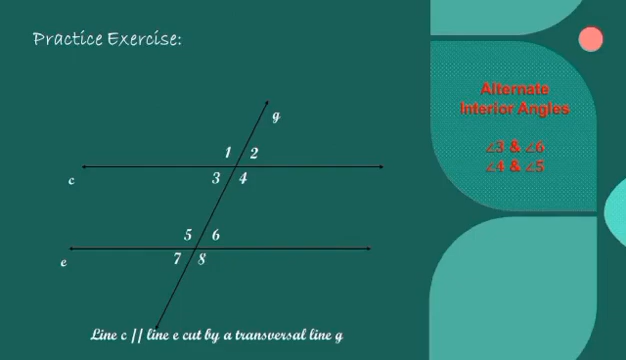 Practice Exercise:
Alternate
Interior Angles
∠3 & ∠6
∠4 & ∠5
g
1 2
c
3 4
5 6
e
7 8
Line c // line e cut by a transversal line g